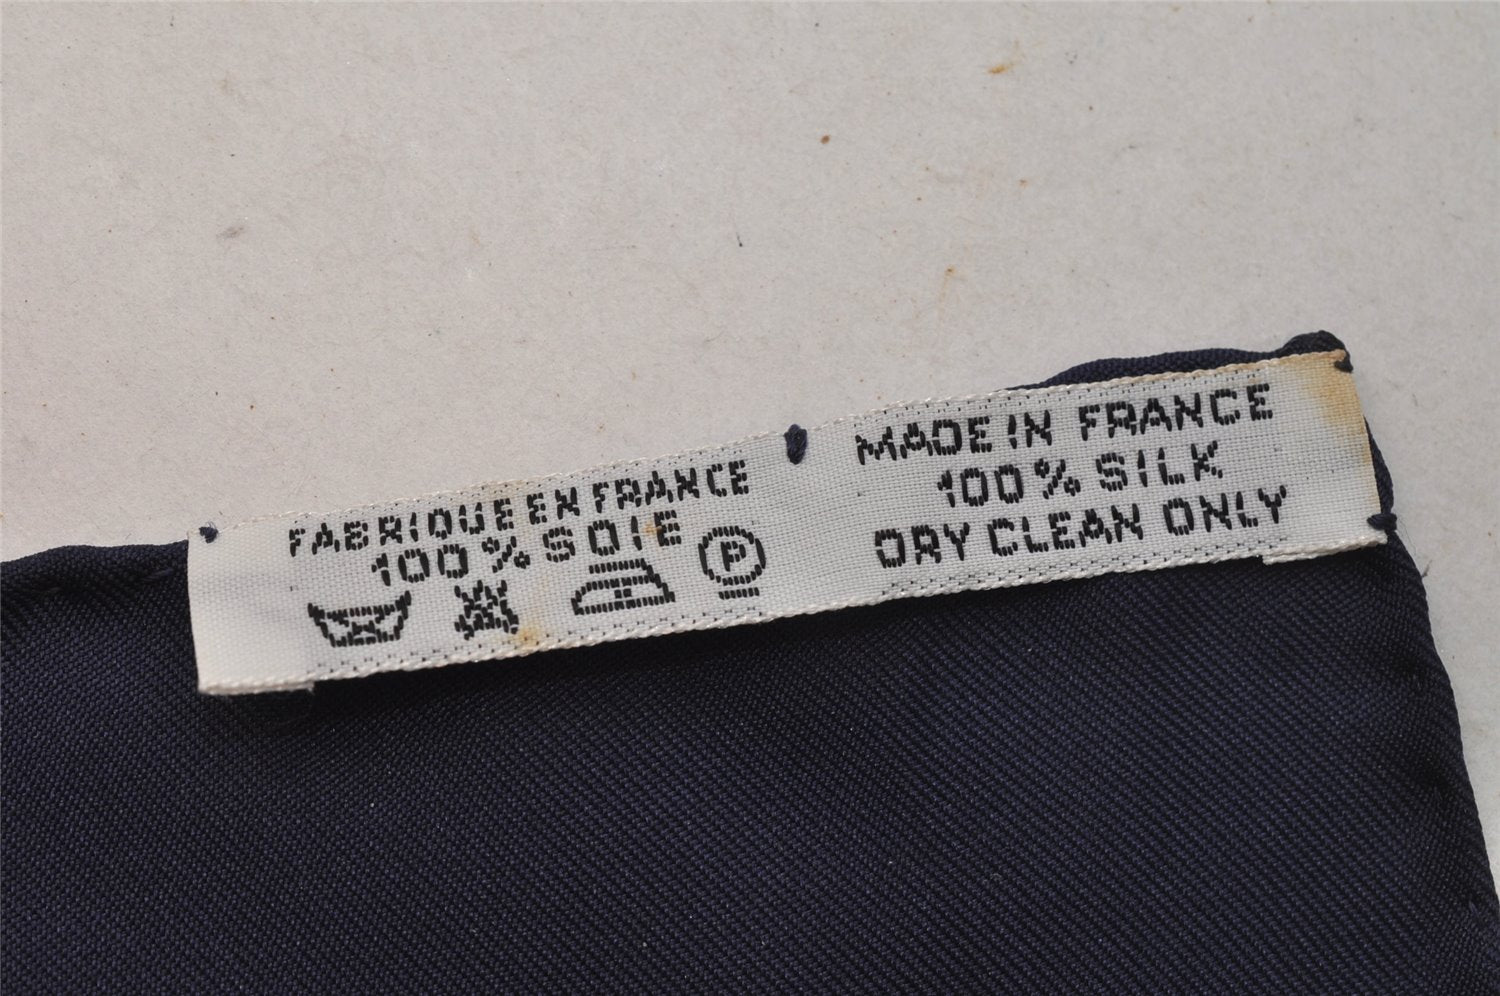 FABRIQUE EN FRANCE
100% SOIE
P
MADE IN FRANCE
100% SILK
DRY CLEAN ONLY